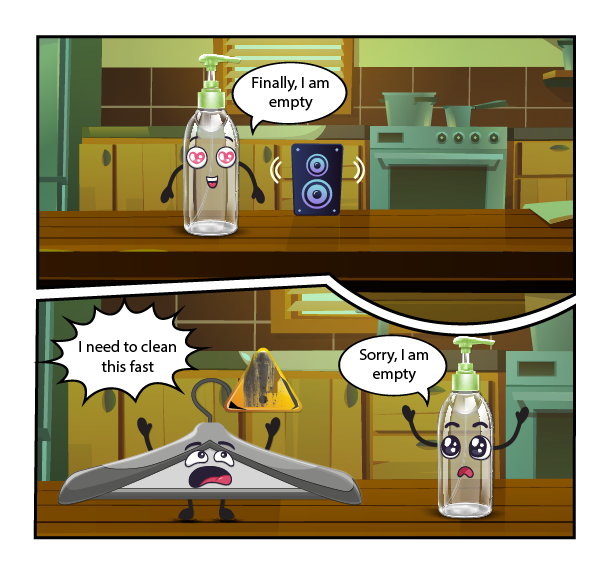 Finally, I am
empty
I need to clean
this fast
Sorry, I am
empty